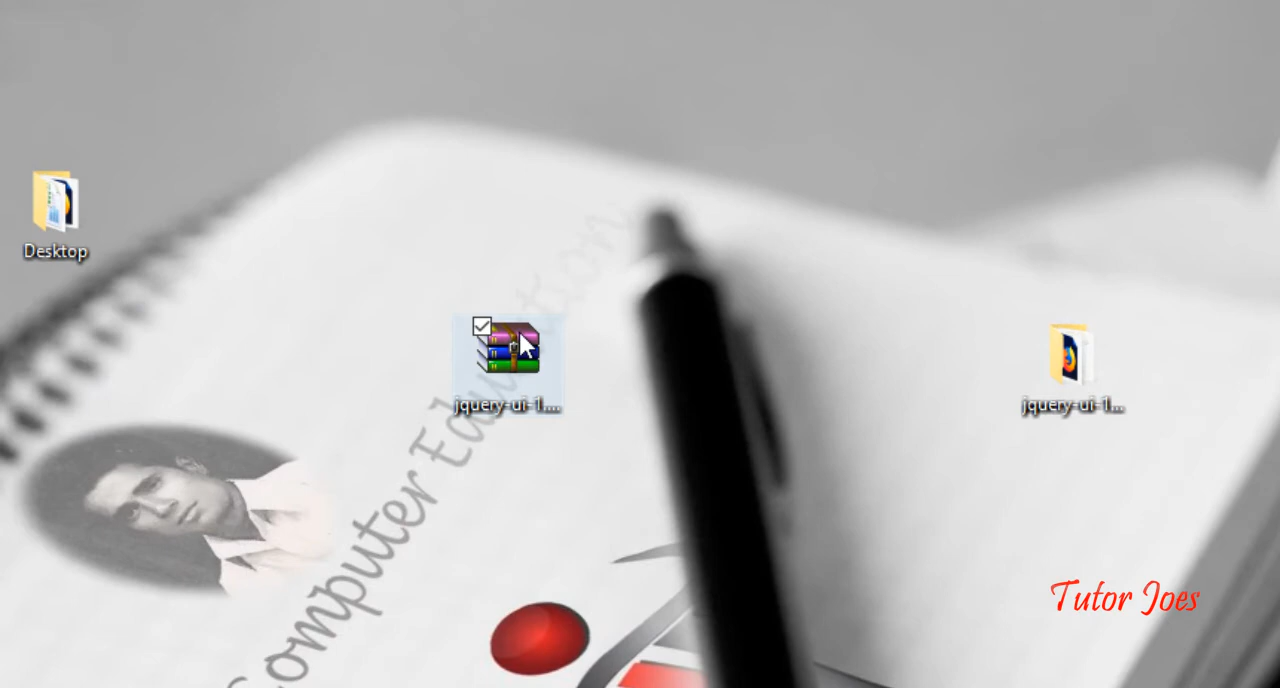 Desktop
jquery-ui-1....
jquery-ui-1...
Computer Education
Tutor Joes